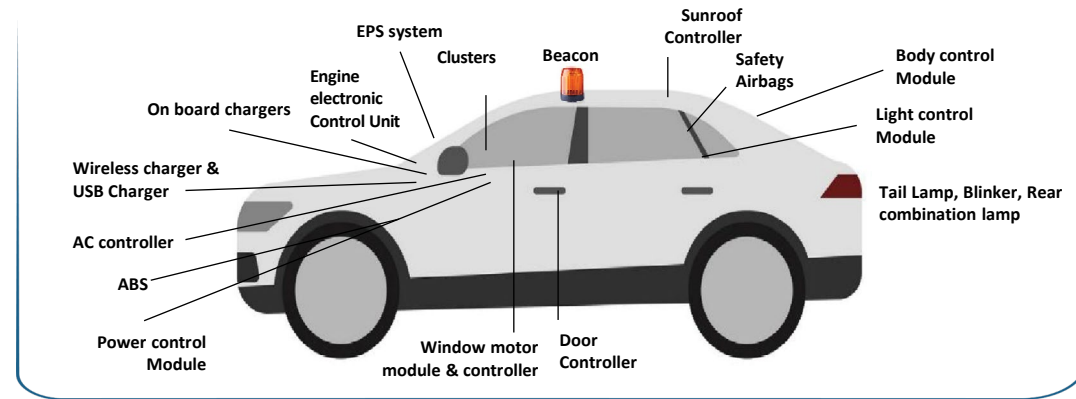 EPS system
Clusters
Beacon
Sunroof
Controller
Safety
Airbags
Body control
Module
Engine
electronic
Control Unit
On board chargers
Light control
Module
Wireless charger &
USB Charger
Tail Lamp, Blinker, Rear
combination lamp
AC controller
ABS
Power control
Module
Window motor
module & controller
Door
Controller